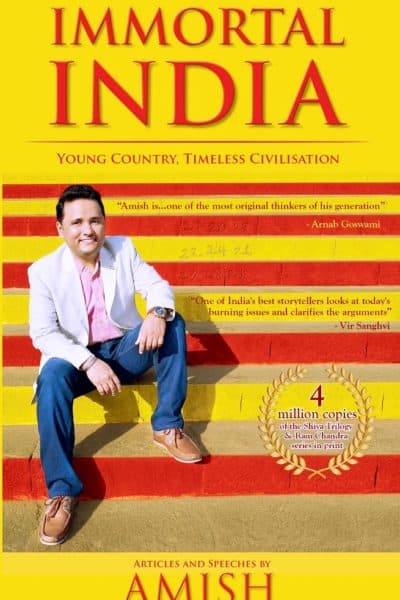 IMMORTAL
INDIA
YOUNG COUNTRY, TIMELESS CIVILISATION
“Amish is...one of the most original thinkers of his generation”
- Arnab Goswami
“One of India's best storytellers looks at today's
burning issues and clarifies the arguments”
- Vir Sanghvi
4
million copies
of the Shiva Trilogy
& Ram Chandra
series in print
ARTICLES AND SPEECHES BY
AMISH